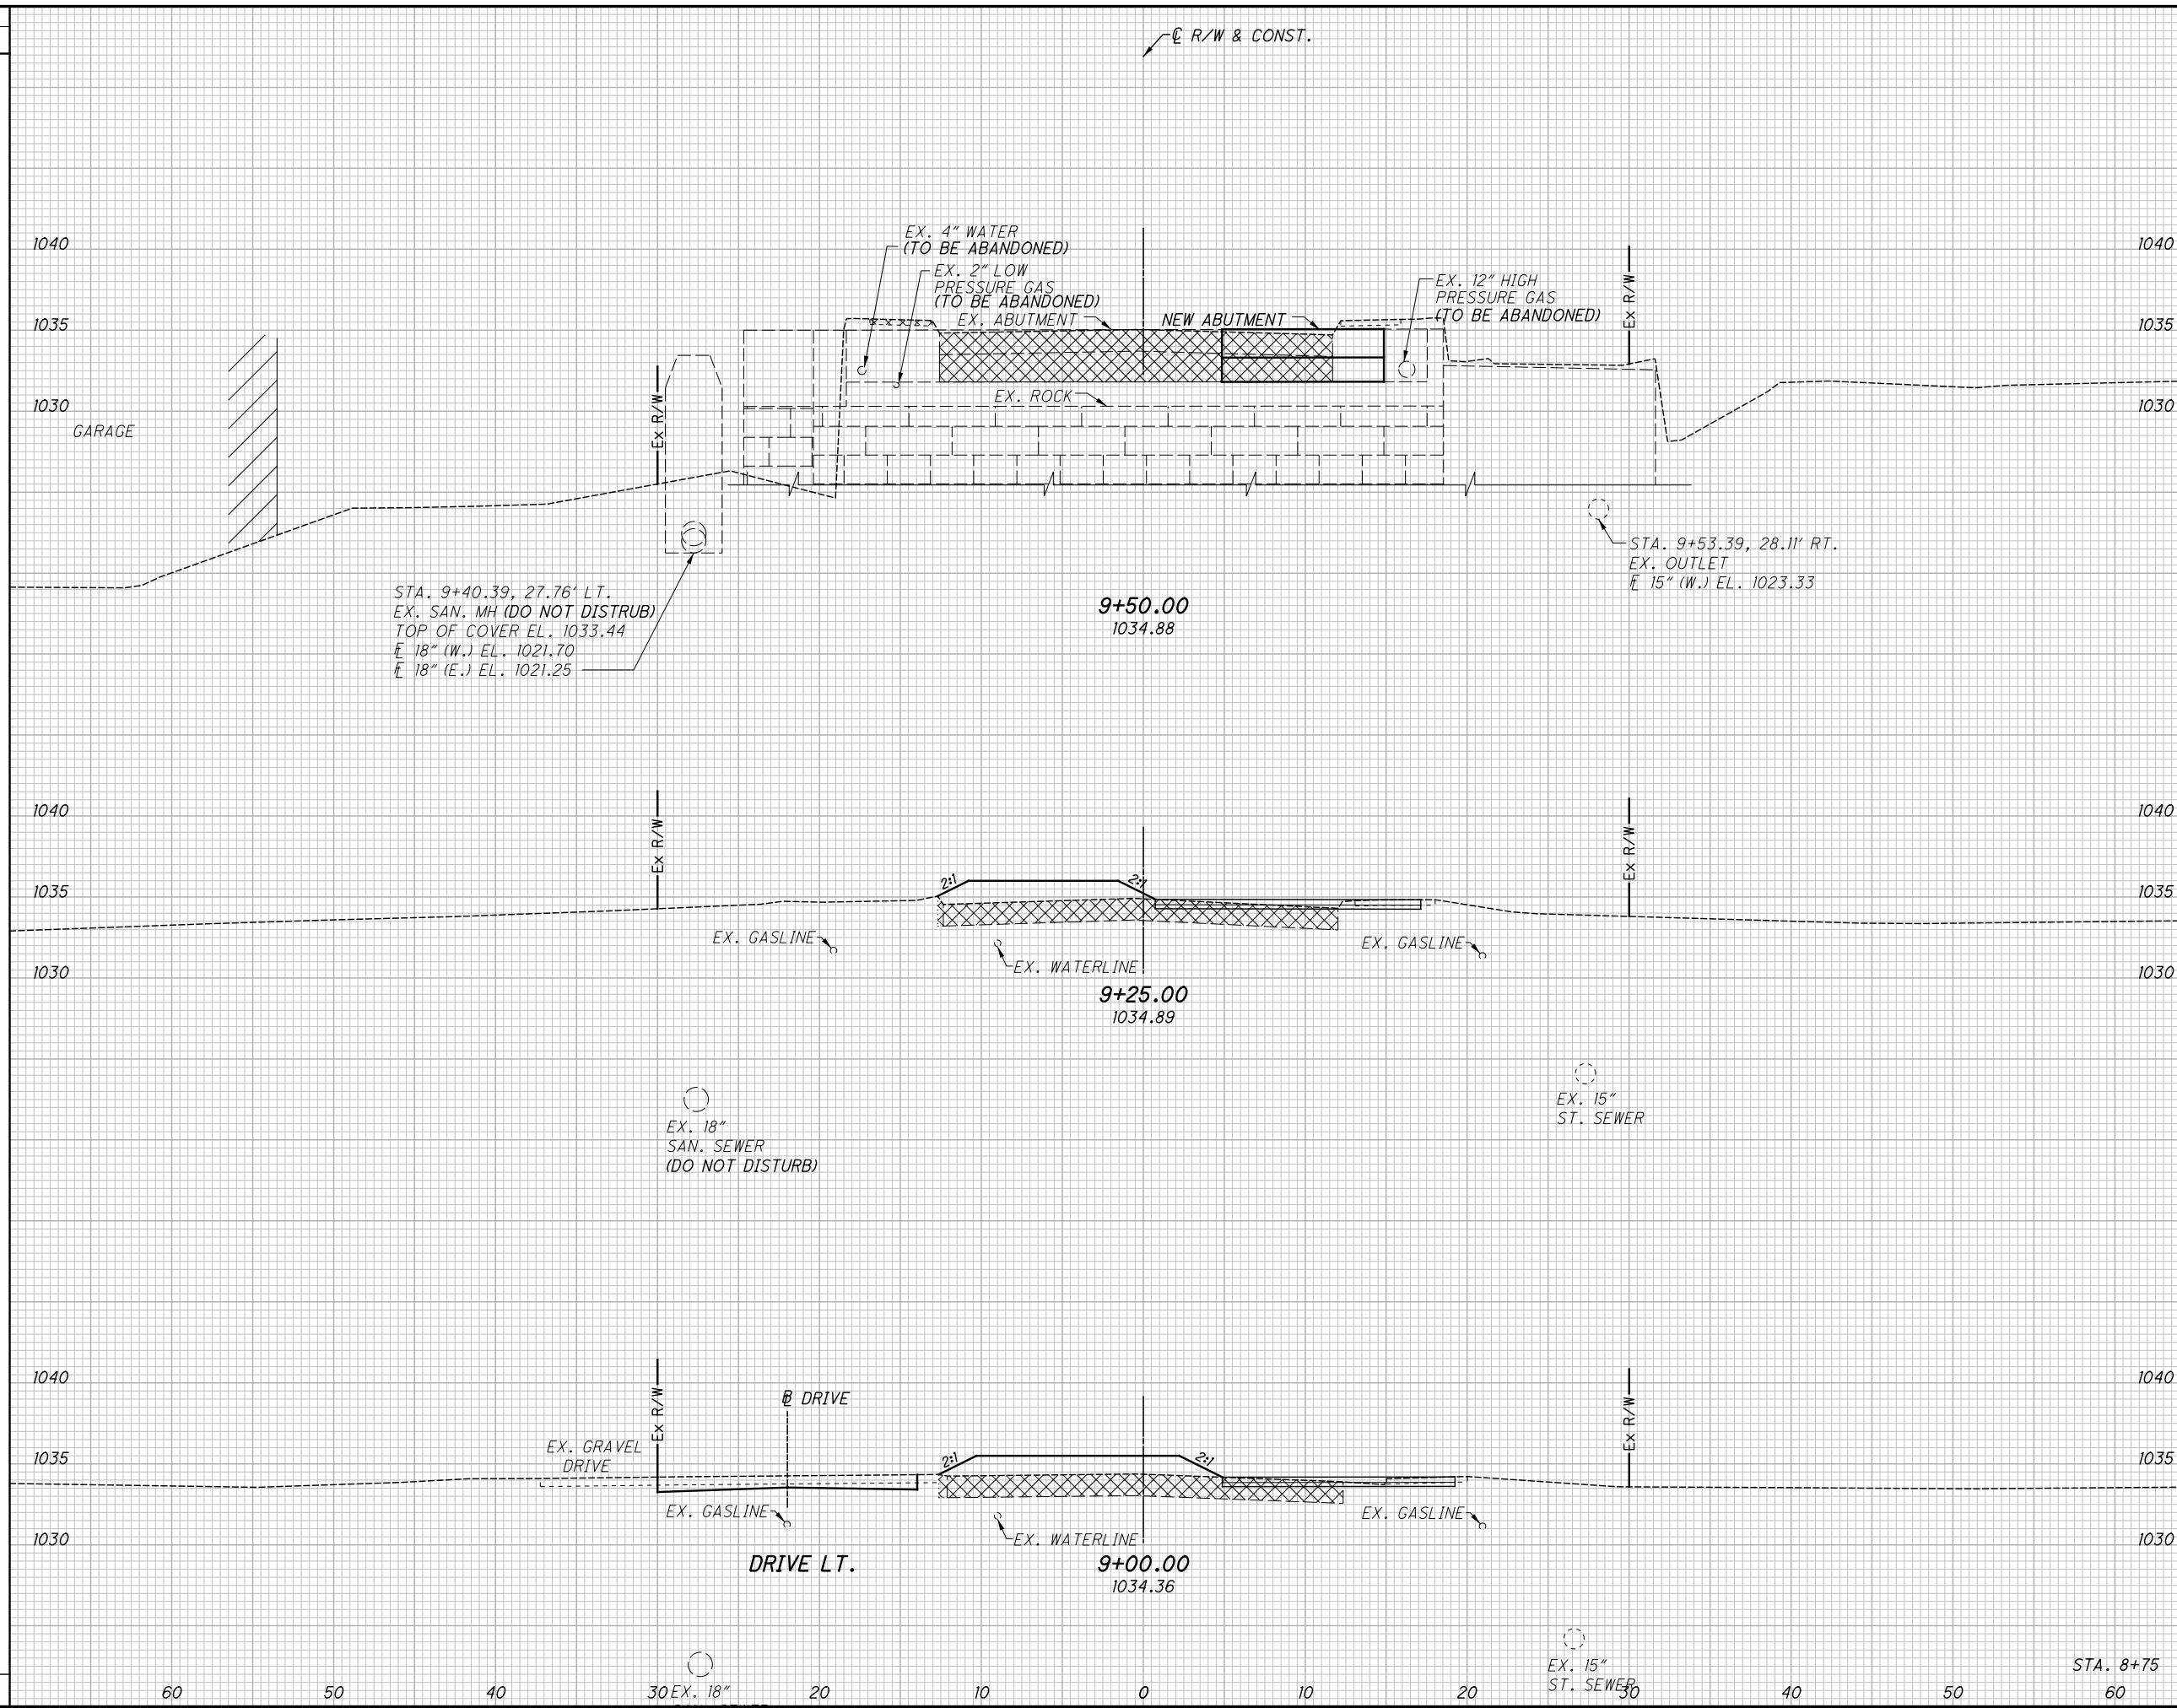 ℄ R/W & CONST.
EX. 4" WATER
(TO BE ABANDONED)
EX. 2" LOW
PRESSURE GAS
(TO BE ABANDONED)
EX. ABUTMENT
NEW ABUTMENT
EX. 12" HIGH
PRESSURE GAS
(TO BE ABANDONED)
1040
1040
1035
1035
1030
1030
Ex R/W
Ex R/W
GARAGE
EX. ROCK
STA. 9+53.39, 28.11' RT.
EX. OUTLET
℄ 15" (W.) EL. 1023.33
STA. 9+40.39, 27.76' LT.
EX. SAN. MH (DO NOT DISTRUB)
TOP OF COVER EL. 1033.44
℄ 18" (W.) EL. 1021.70
℄ 18" (E.) EL. 1021.25
9+50.00
1034.88
1040
1040
Ex R/W
Ex R/W
1035
1035
2:1
2:1
EX. GASLINE
EX. WATERLINE
EX. GASLINE
1030
1030
9+25.00
1034.89
EX. 18"
SAN. SEWER
(DO NOT DISTURB)
EX. 15"
ST. SEWER
1040
1040
Ex R/W
Ex R/W
℄ DRIVE
EX. GRAVEL
DRIVE
1035
1035
2:1
2:1
EX. GASLINE
EX. WATERLINE
EX. GASLINE
1030
1030
DRIVE LT.
9+00.00
1034.36
EX. 15"
ST. SEWER
STA. 8+75
EX. 18"
60 50 40 30 20 10 0 10 20 30 40 50 60